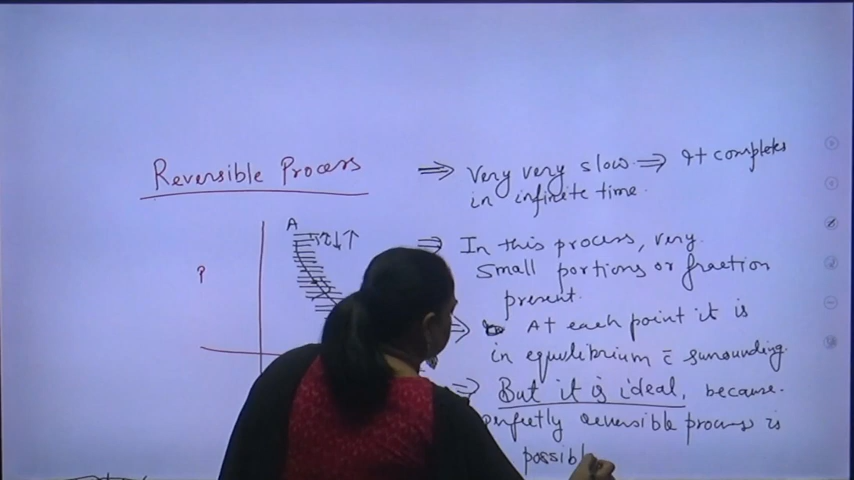 Reversible Process
⇒ Very very slow ⇒ It completes
in infinite time.
A
P
⇒ In this process, very
small portions or fraction
present.
⇒ At each point it is
in equilibrium c̄ surrounding.
⇒ But it is ideal, because
perfectly reversible process is
possibl